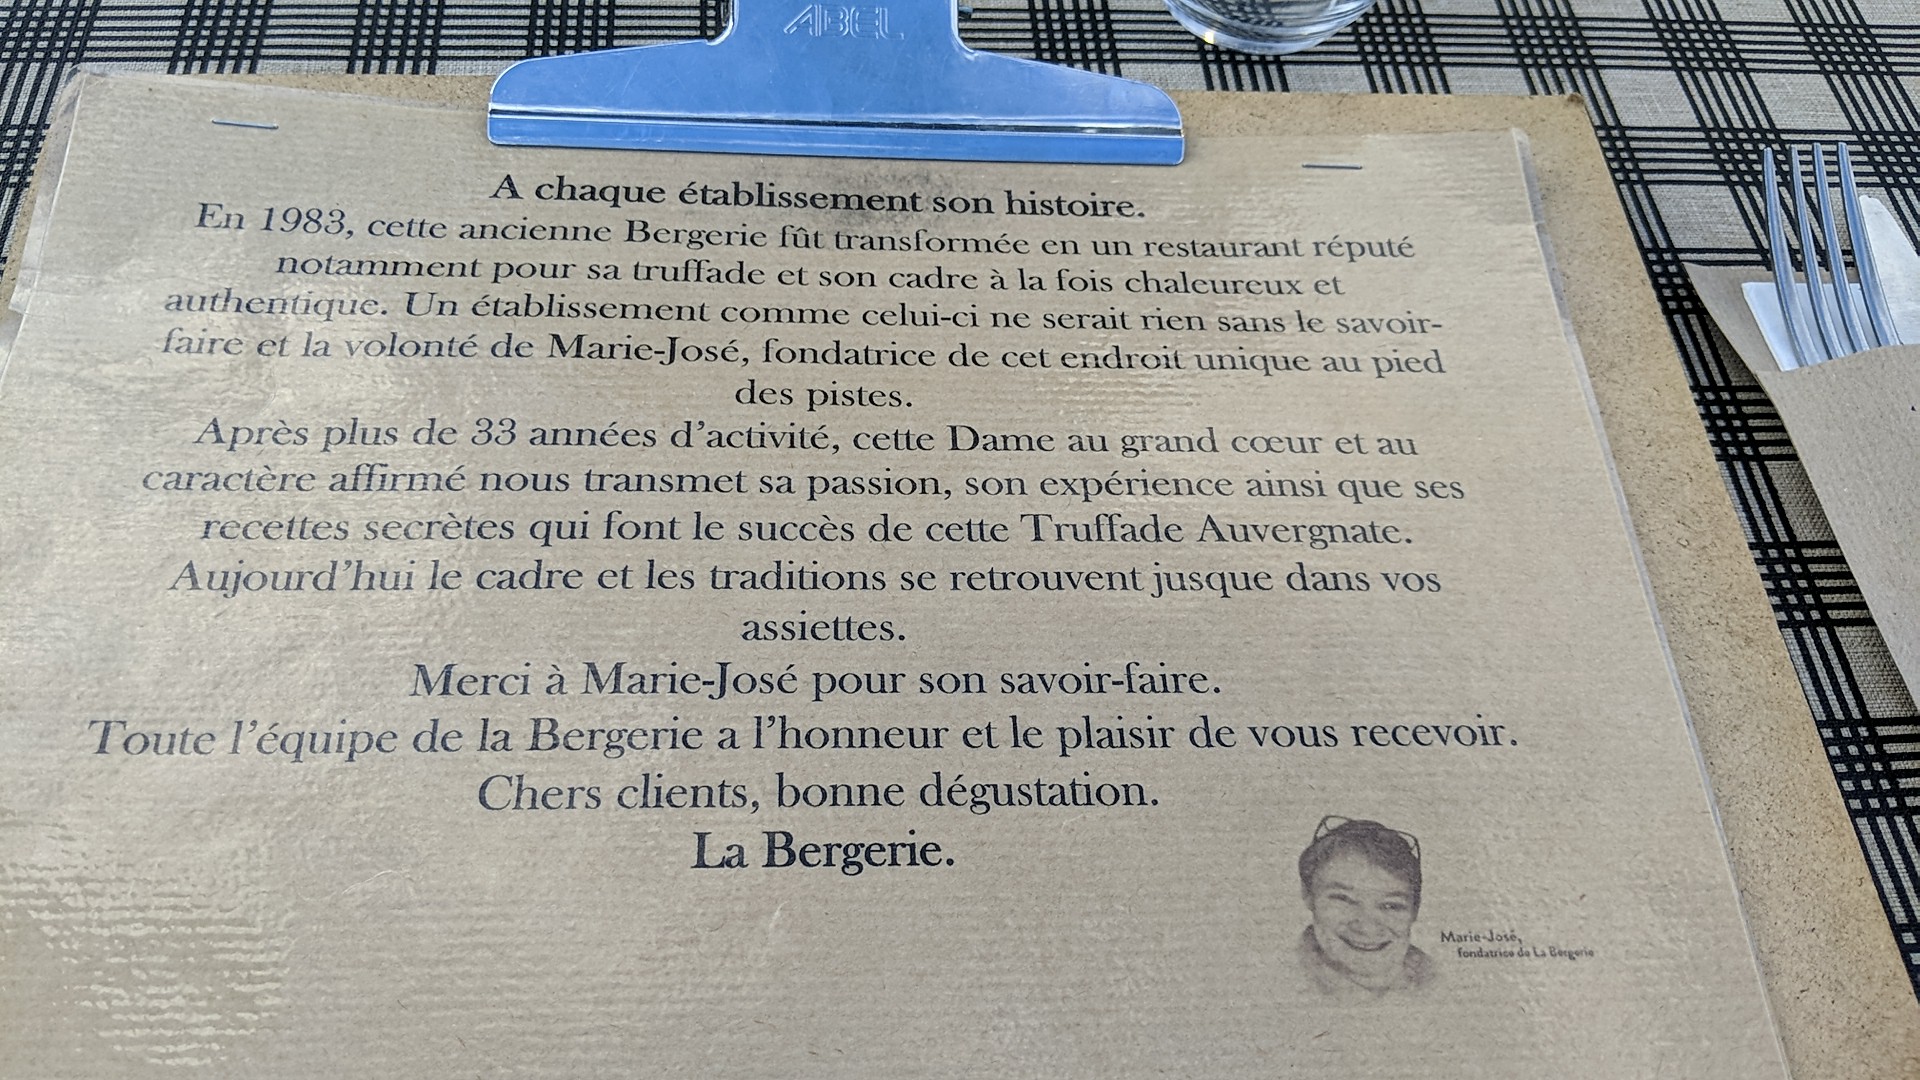 ABEL
A chaque établissement son histoire.
En 1983, cette ancienne Bergerie fût transformée en un restaurant réputé
notamment pour sa truffade et son cadre à la fois chaleureux et
authentique. Un établissement comme celui-ci ne serait rien sans le savoir-
faire et la volonté de Marie-José, fondatrice de cet endroit unique au pied
des pistes.
Après plus de 33 années d'activité, cette Dame au grand cœur et au
caractère affirmé nous transmet sa passion, son expérience ainsi que ses
recettes secrètes qui font le succès de cette Truffade Auvergnate.
Aujourd'hui le cadre et les traditions se retrouvent jusque dans vos
assiettes.
Merci à Marie-José pour son savoir-faire.
Toute l'équipe de la Bergerie a l'honneur et le plaisir de vous recevoir.
Chers clients, bonne dégustation.
La Bergerie.
Marie-José,
fondatrice de La Bergerie